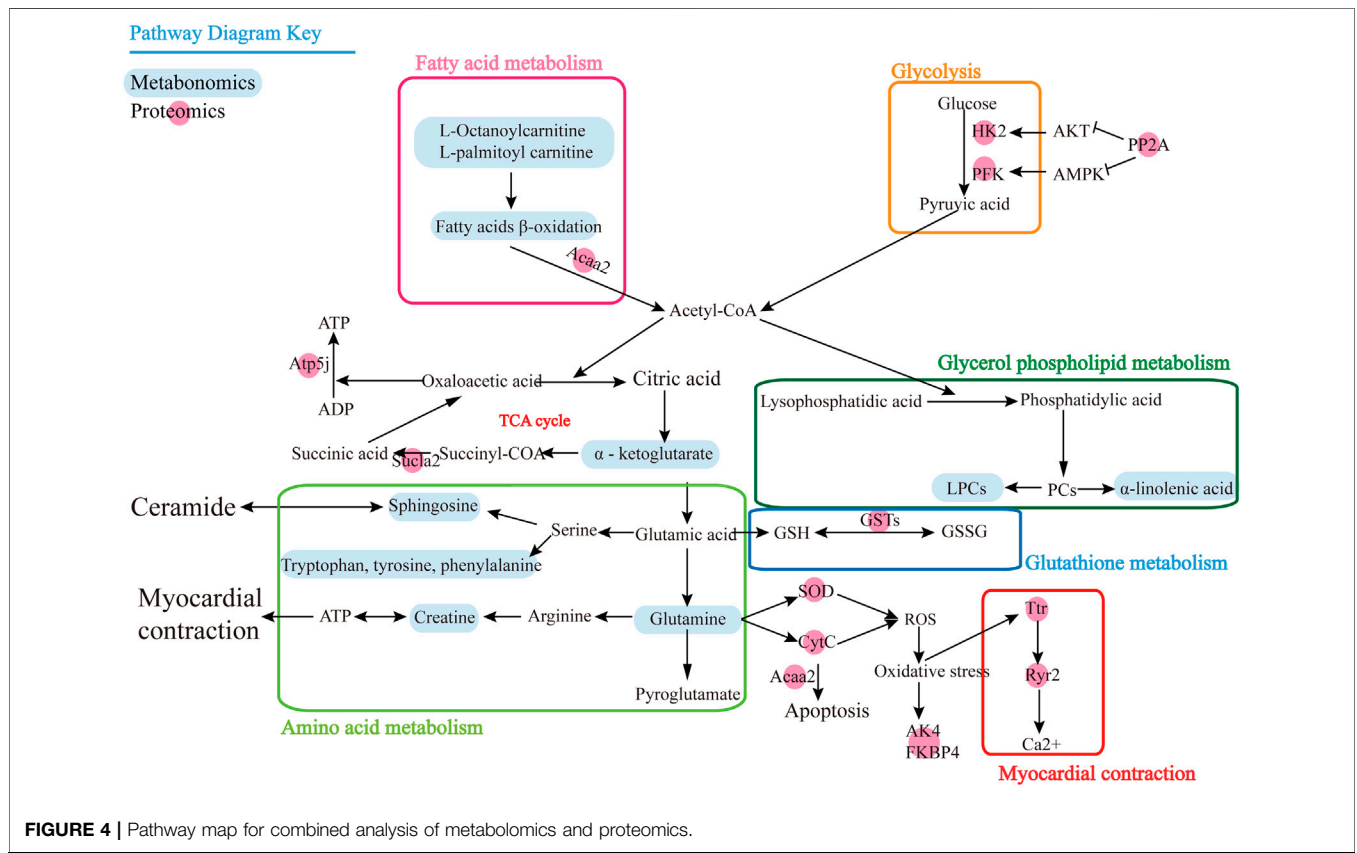 Pathway Diagram Key
Metabonomics
Proteomics
Fatty acid metabolism
L-Octanoylcarnitine
L-palmitoyl carnitine
Fatty acids β-oxidation
Acaa2
Glycolysis
Glucose
HK2
AKT
PP2A
PFK
AMPK
Pyruvic acid
Acetyl-CoA
ATP
Atp5j
ADP
Oxaloacetic acid
Citric acid
TCA cycle
Succinic acid
Sucla2
Succinyl-COA
α - ketoglutarate
Glycerol phospholipid metabolism
Lysophosphatidic acid
Phosphatidylic acid
LPCs
PCs
α-linolenic acid
Ceramide
Sphingosine
Serine
Glutamic acid
GSH
GSTs
GSSG
Glutathione metabolism
Tryptophan, tyrosine, phenylalanine
Myocardial
contraction
ATP
Creatine
Arginine
Glutamine
Pyroglutamate
Amino acid metabolism
SOD
CytC
ROS
Acaa2
Apoptosis
Oxidative stress
AK4
FKBP4
Ttr
Ryr2
Ca2+
Myocardial contraction
FIGURE 4 | Pathway map for combined analysis of metabolomics and proteomics.